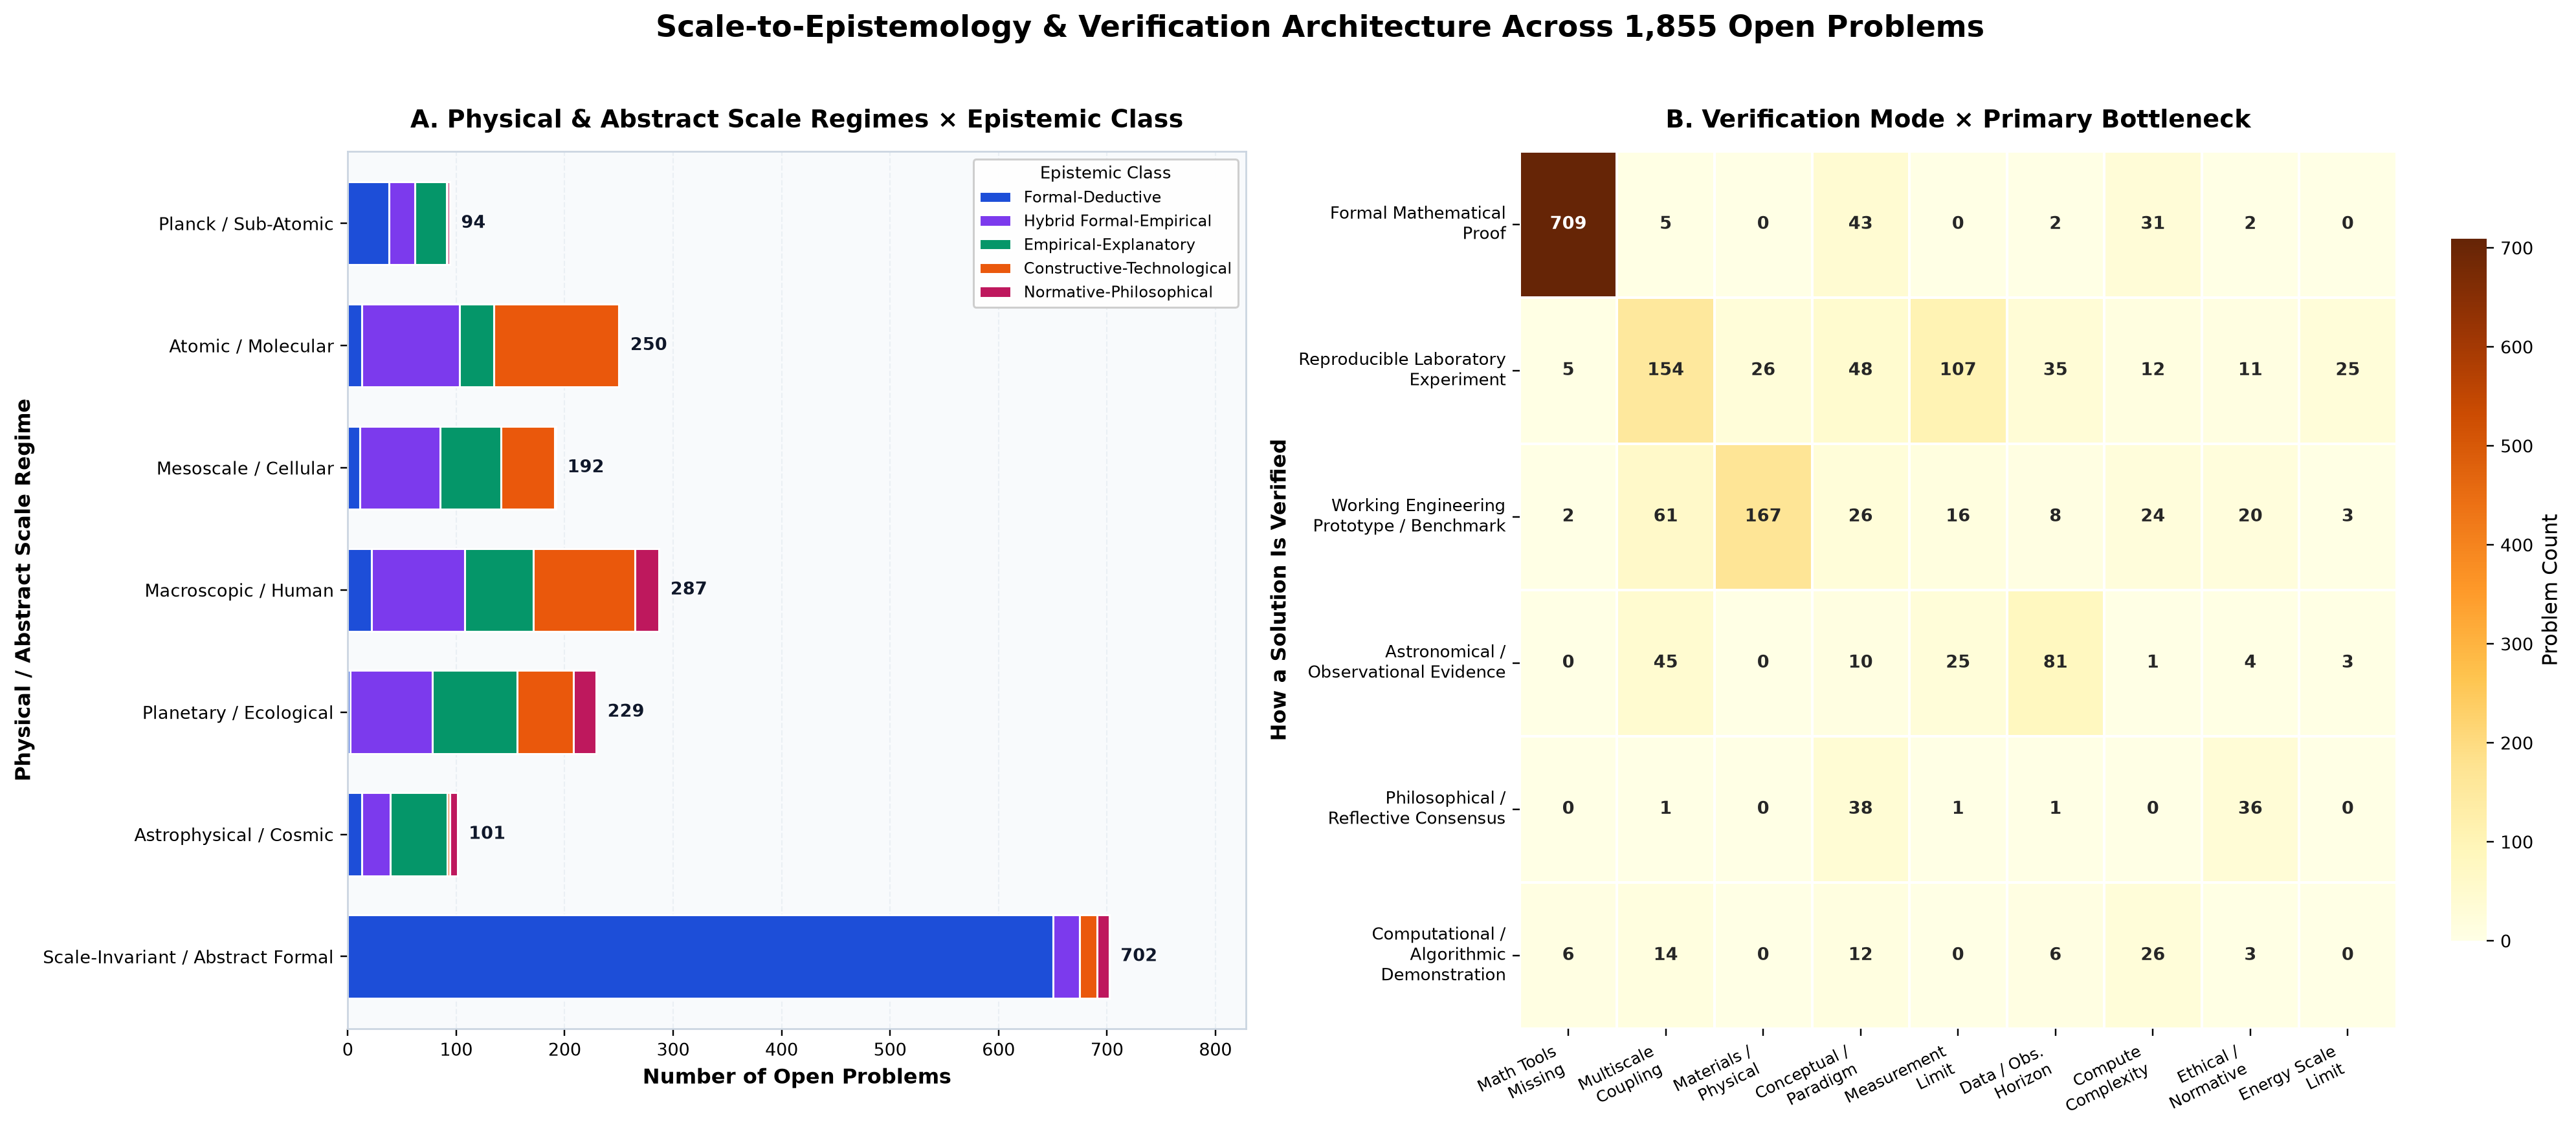 Scale-to-Epistemology & Verification Architecture Across 1,855 Open Problems
A. Physical & Abstract Scale Regimes × Epistemic Class
Physical / Abstract Scale Regime
Epistemic Class
Formal-Deductive
Hybrid Formal-Empirical
Empirical-Explanatory
Constructive-Technological
Normative-Philosophical
Planck / Sub-Atomic 94
Atomic / Molecular 250
Mesoscale / Cellular 192
Macroscopic / Human 287
Planetary / Ecological 229
Astrophysical / Cosmic 101
Scale-Invariant / Abstract Formal 702
0 100 200 300 400 500 600 700 800
Number of Open Problems
B. Verification Mode × Primary Bottleneck
How a Solution Is Verified
Formal Mathematical
Proof
709 5 0 43 0 2 31 2 0
Reproducible Laboratory
Experiment
5 154 26 48 107 35 12 11 25
Working Engineering
Prototype / Benchmark
2 61 167 26 16 8 24 20 3
Astronomical /
Observational Evidence
0 45 0 10 25 81 1 4 3
Philosophical /
Reflective Consensus
0 1 0 38 1 1 0 36 0
Computational /
Algorithmic
Demonstration
6 14 0 12 0 6 26 3 0
Math Tools
Missing
Multiscale
Coupling
Materials /
Physical
Conceptual /
Paradigm
Measurement
Limit
Data / Obs.
Horizon
Compute
Complexity
Ethical /
Normative
Energy Scale
Limit
700
600
500
400
300
200
100
0
Problem Count